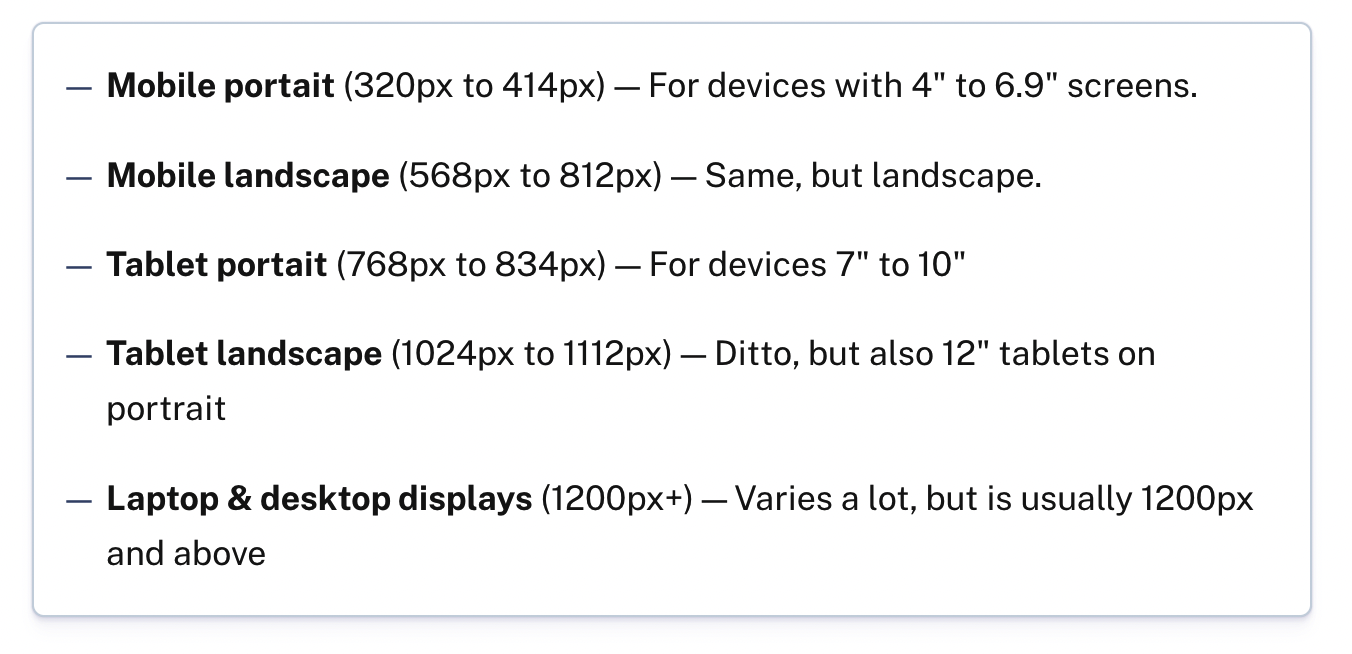 — Mobile portait (320px to 414px) — For devices with 4" to 6.9" screens.
— Mobile landscape (568px to 812px) — Same, but landscape.
— Tablet portait (768px to 834px) — For devices 7" to 10"
— Tablet landscape (1024px to 1112px) — Ditto, but also 12" tablets on
portrait
— Laptop & desktop displays (1200px+) — Varies a lot, but is usually 1200px
and above